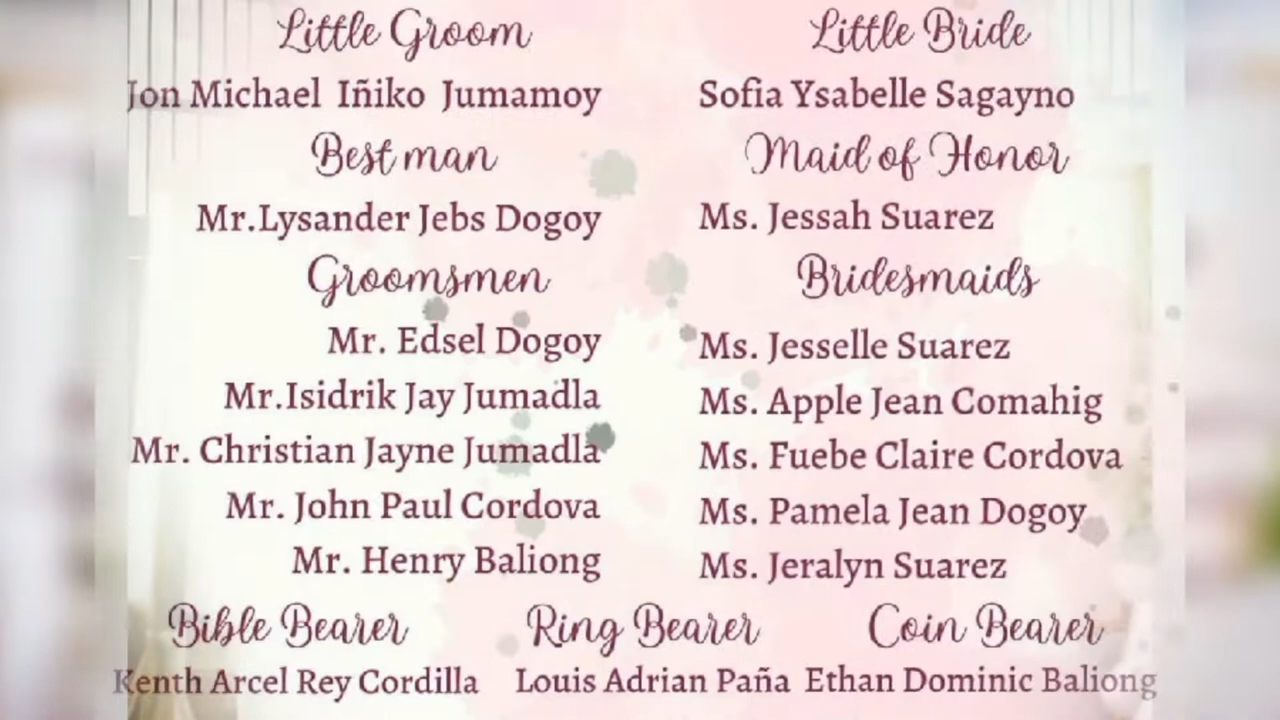 Little Groom Little Bride
Jon Michael Iñiko Jumamoy Sofia Ysabelle Sagayno
Best man Maid of Honor
Mr.Lysander Jebs Dogoy Ms. Jessah Suarez
Groomsmen Bridesmaids
Mr. Edsel Dogoy Ms. Jesselle Suarez
Mr.Isidrik Jay Jumadla Ms. Apple Jean Comahig
Mr. Christian Jayne Jumadla Ms. Fuebe Claire Cordova
Mr. John Paul Cordova Ms. Pamela Jean Dogoy
Mr. Henry Baliong Ms. Jeralyn Suarez
Bible Bearer Ring Bearer Coin Bearer
Kenth Arcel Rey Cordilla Louis Adrian Paña Ethan Dominic Baliong